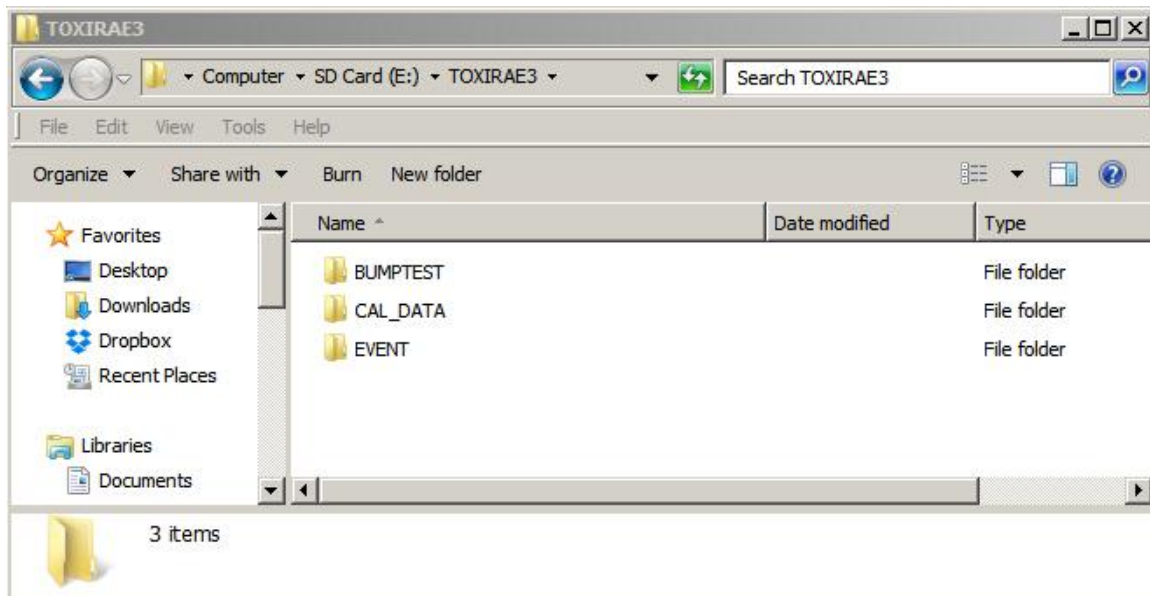 TOXIRAE3
Computer SD Card (E:) TOXIRAE3 Search TOXIRAE3
File Edit View Tools Help
Organize Share with Burn New folder
Favorites
Desktop
Downloads
Dropbox
Recent Places
Libraries
Documents
Name Date modified Type
BUMPTEST File folder
CAL_DATA File folder
EVENT File folder
3 items